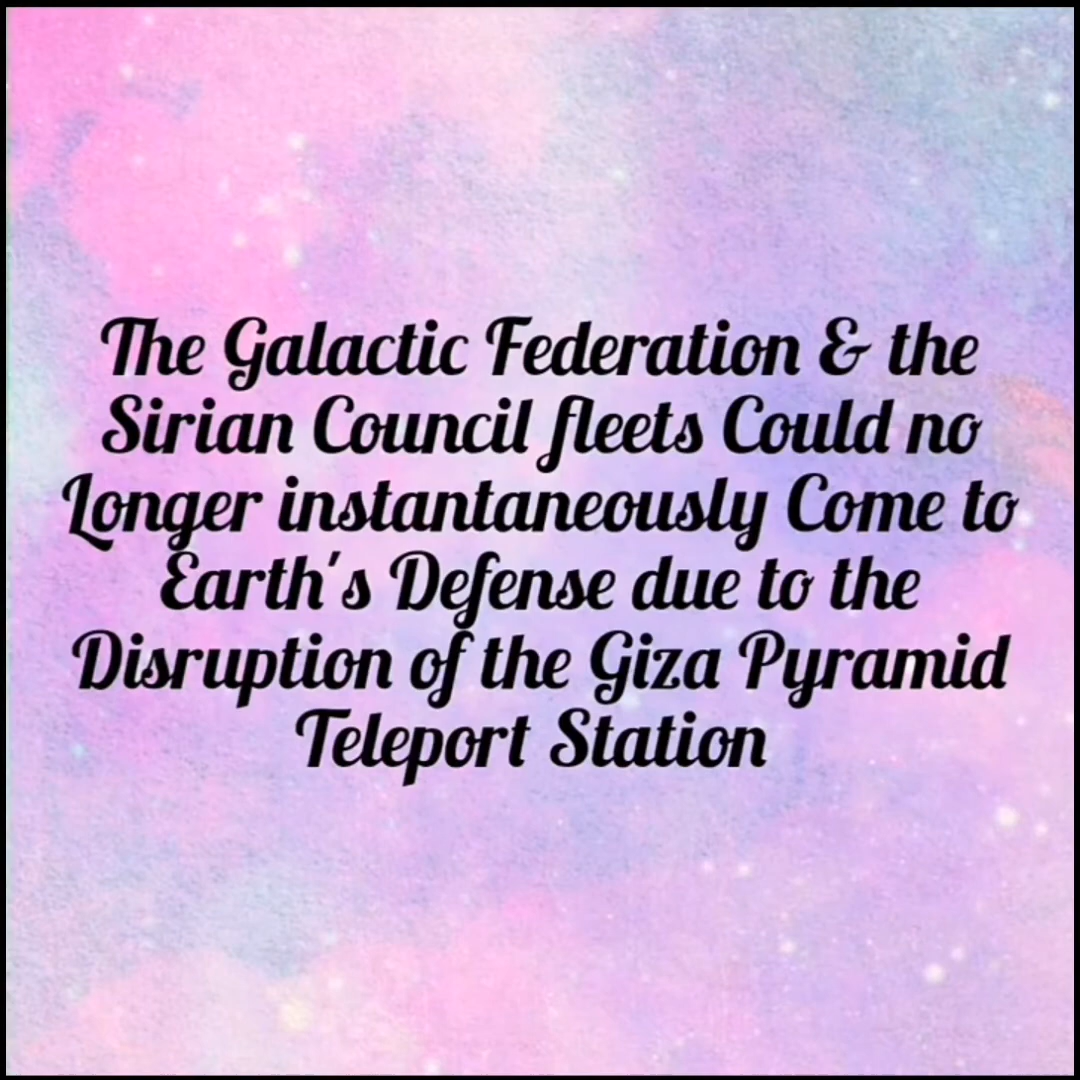 The Galactic Federation & the
Sirian Council fleets Could no
Longer instantaneously Come to
Earth's Defense due to the
Disruption of the Giza Pyramid
Teleport Station